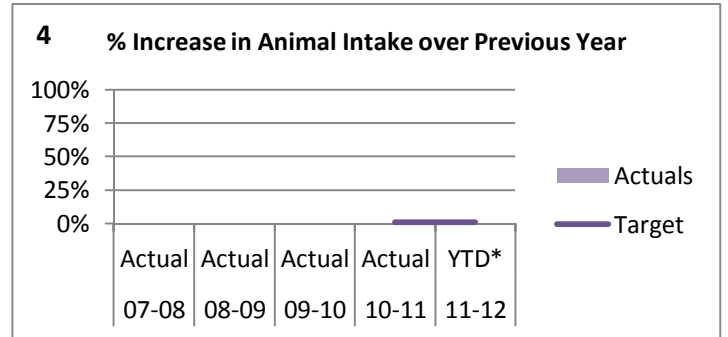 4 % Increase in Animal Intake over Previous Year
100%
75%
50%
25%
0%
Actual Actual Actual Actual YTD*
07-08 08-09 09-10 10-11 11-12
Actuals
Target